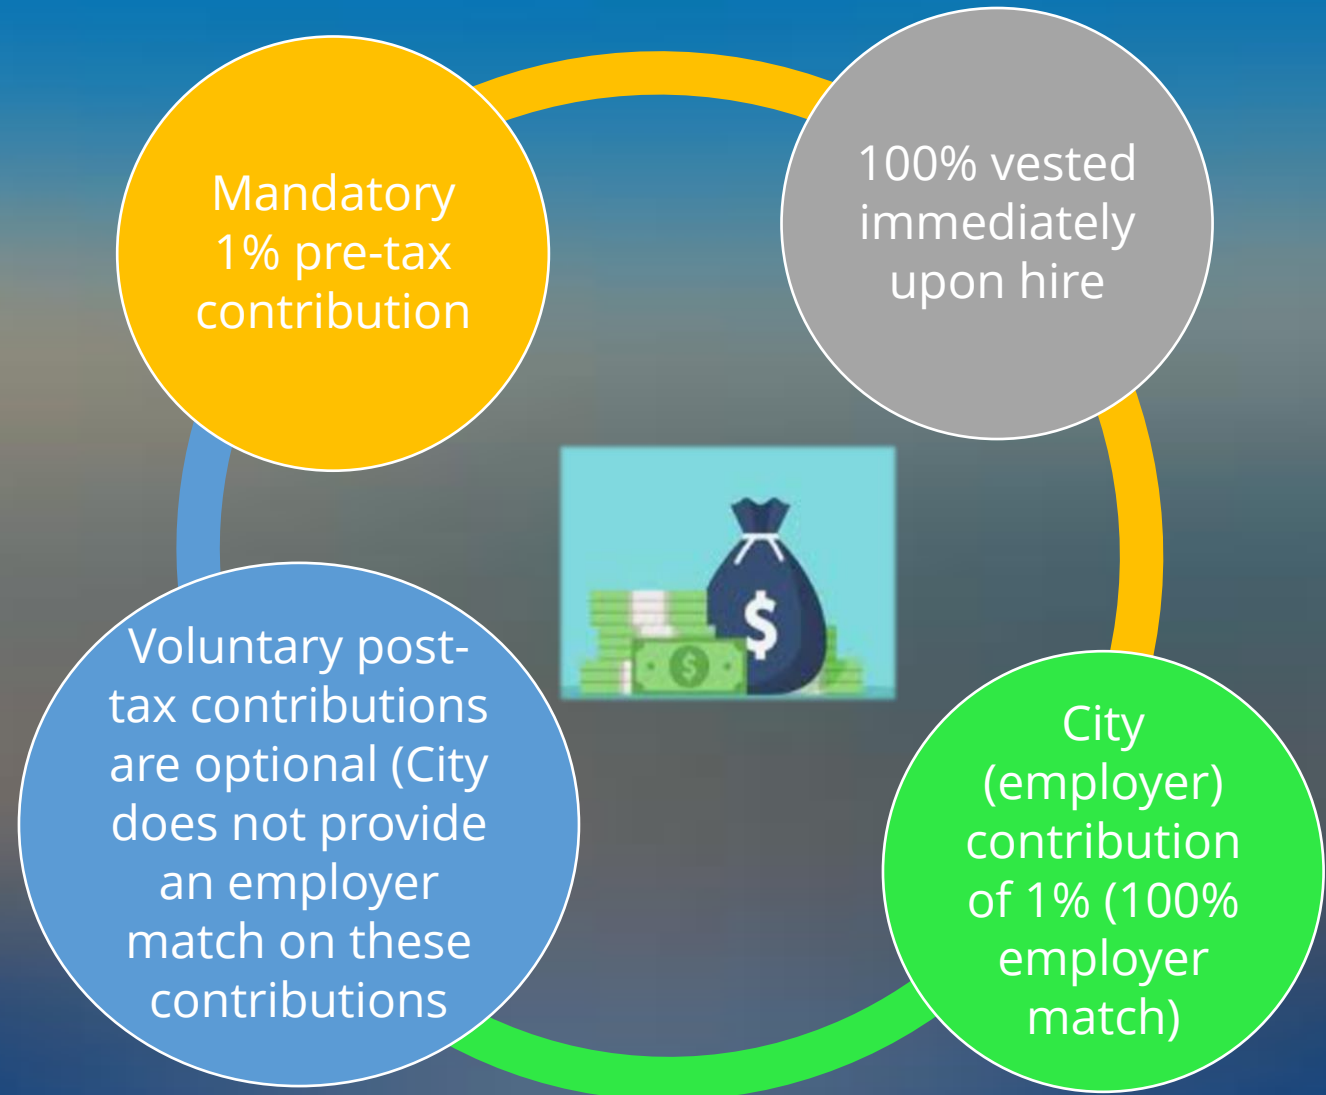 Mandatory
1% pre-tax
contribution
100% vested
immediately
upon hire
City
(employer)
contribution
of 1% (100%
employer
match)
Voluntary post-
tax contributions
are optional (City
does not provide
an employer
match on these
contributions
$
$